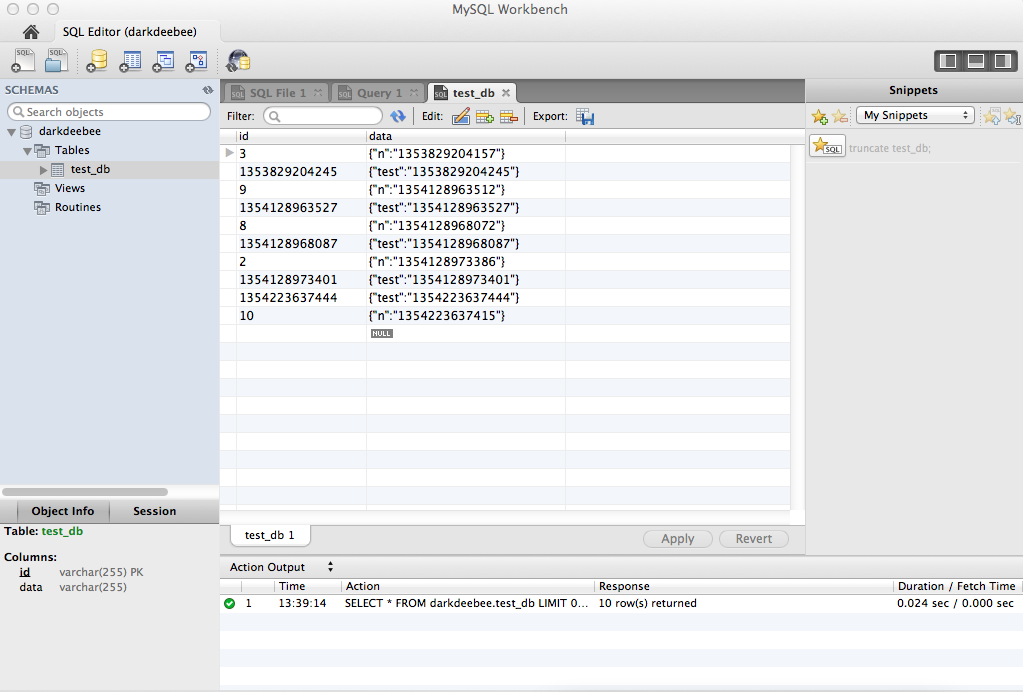 MySQL Workbench
SQL Editor (darkdeebee)
SQL
SQL
SCHEMAS
Search objects
darkdeebee
Tables
test_db
Views
Routines
SQL File 1
Query 1
test_db
Filter:
Edit:
Export:
id data
3 {"n":"1353829204157"}
1353829204245 {"test":"1353829204245"}
9 {"n":"1354128963512"}
1354128963527 {"test":"1354128963527"}
8 {"n":"1354128968072"}
1354128968087 {"test":"1354128968087"}
2 {"n":"1354128973386"}
1354128973401 {"test":"1354128973401"}
1354223637444 {"test":"1354223637444"}
10 {"n":"1354223637415"}
NULL
test_db 1
Apply
Revert
Snippets
My Snippets
SQL
truncate test_db;
Object Info
Session
Table: test_db
Columns:
id varchar(255) PK
data varchar(255)
Action Output
Time Action Response Duration / Fetch Time
1 13:39:14 SELECT * FROM darkdeebee.test_db LIMIT 0... 10 row(s) returned 0.024 sec / 0.000 sec